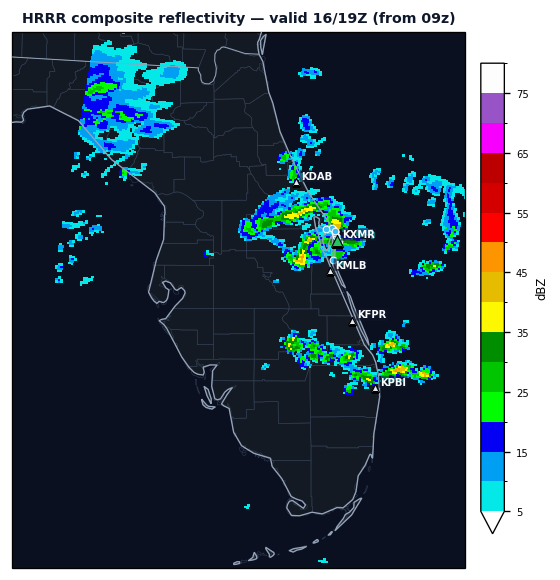 HRRR composite reflectivity — valid 16/19Z (from 09z)
KDAB
CC
KXMR
KMLB
KFPR
KPBI
75
65
55
45
35
25
15
5
dBZ